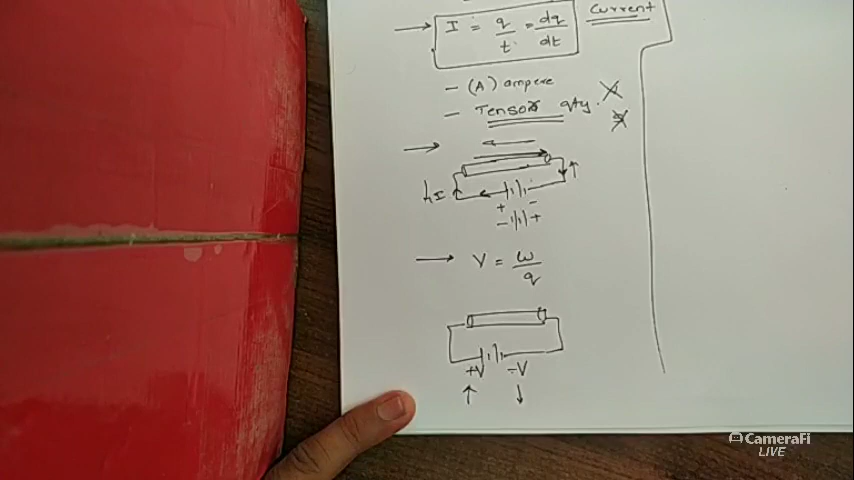 → I = q/t = dq/dt Current
- (A) ampere
- Tensor qty.
I
+ -
- +
→ V = w/q
+V -V
CameraFi
LIVE